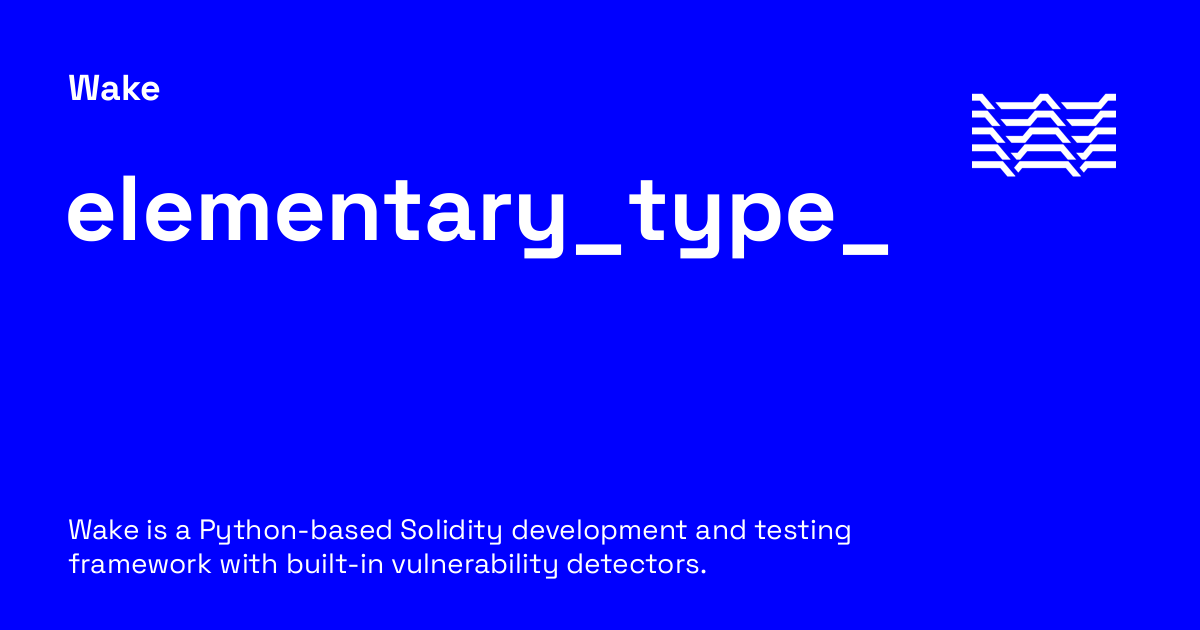 Wake
elementary_type_
Wake is a Python-based Solidity development and testing
framework with built-in vulnerability detectors.